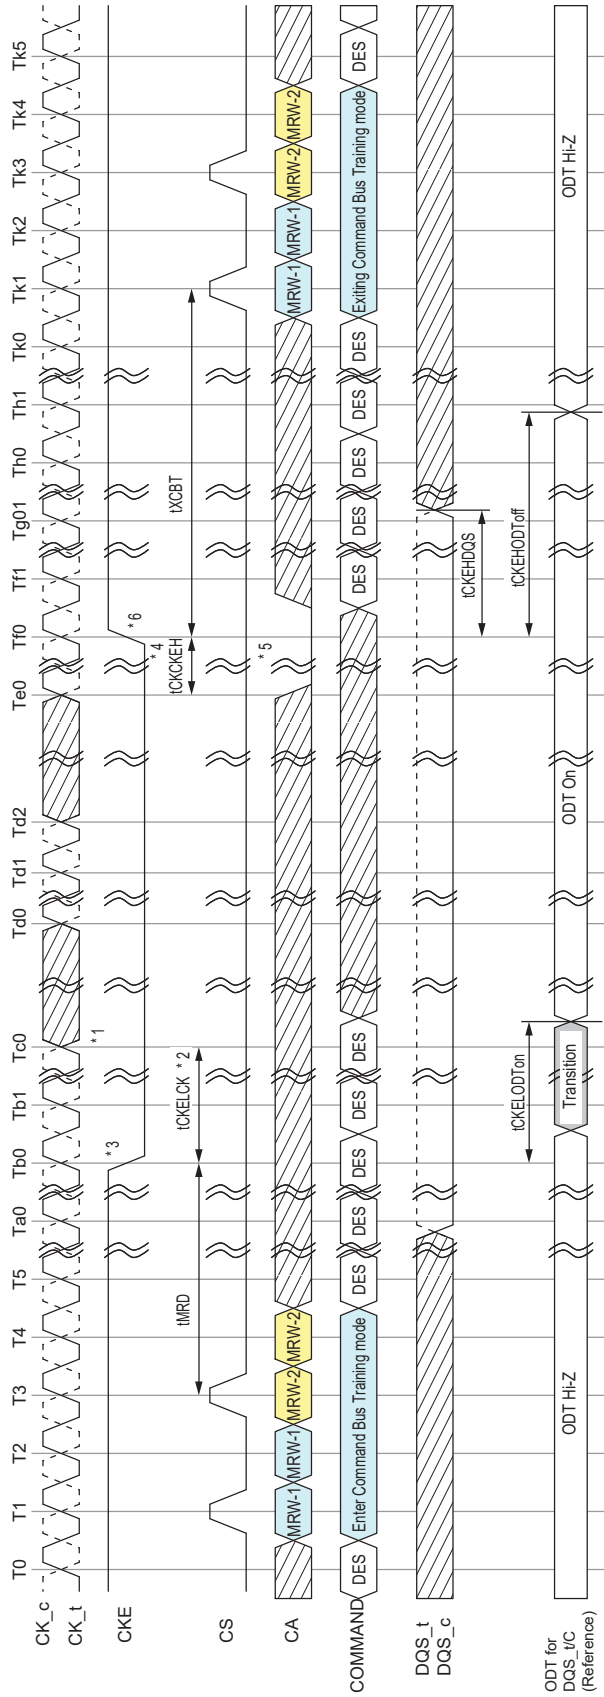 T0 T1 T2 T3 T4 T5 Ta0 Tb0 Tb1 Tc0 Td0 Td1 Td2 Te0 Tf0 Tf1 Tg01 Th0 Th1 Tk0 Tk1 Tk2 Tk3 Tk4 Tk5
CK_c
CK_t
* 1
CKE
* 3
* 4
* 6
tMRD
tCKELCK * 2
tCKCKEH
tXCBT
CS
* 5
CA
MRW-1 MRW-1 MRW-2 MRW-2
MRW-1 MRW-1 MRW-2 MRW-2
COMMAND
DES Enter Command Bus Training mode DES DES DES DES DES DES DES DES DES DES Exiting Command Bus Training mode DES
DQS_t
DQS_c
tCKEHDQS
tCKELODTon
tCKEHODToff
ODT for
DQS_t/C
(Reference)
ODT Hi-Z Transition ODT On ODT Hi-Z